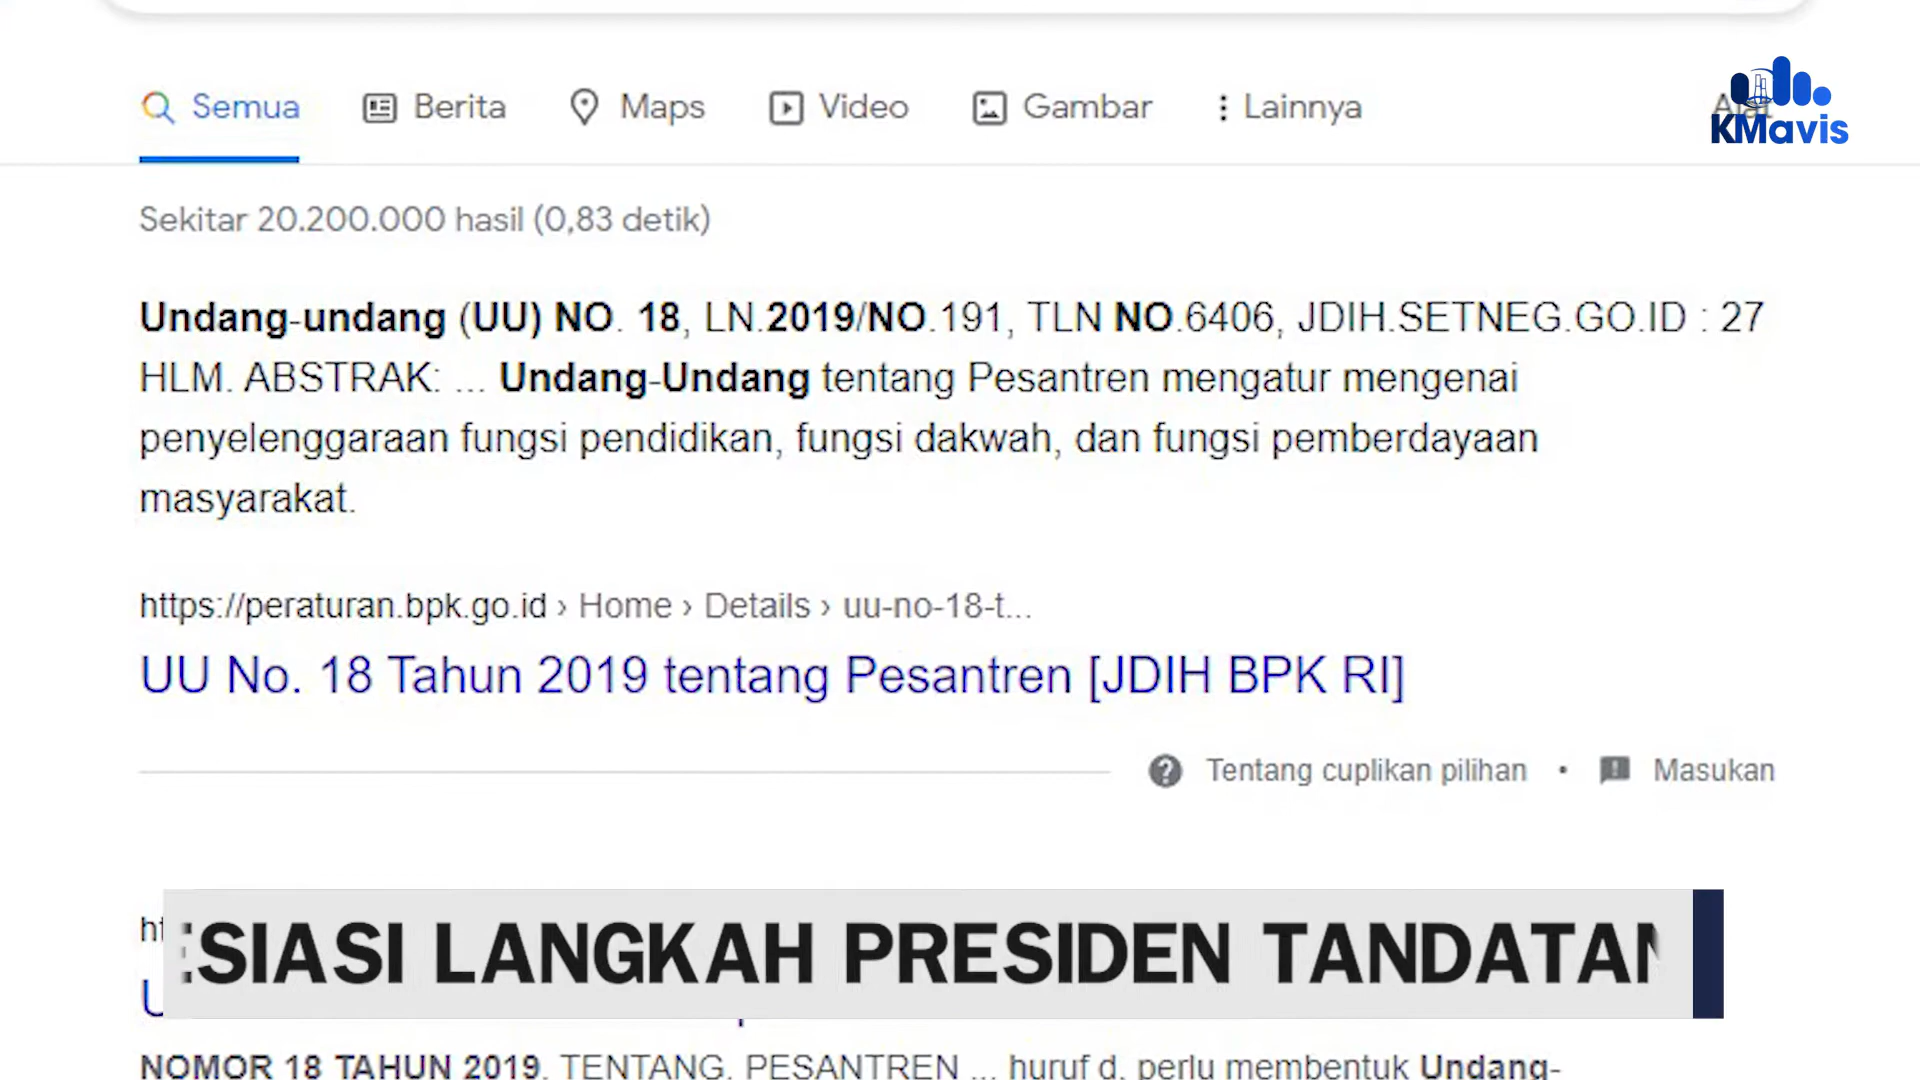 Semua Berita Maps Video Gambar Lainnya Alat
KMavis
Sekitar 20.200.000 hasil (0,83 detik)
Undang-undang (UU) NO. 18, LN.2019/NO.191, TLN NO.6406, JDIH.SETNEG.GO.ID : 27
HLM. ABSTRAK: ... Undang-Undang tentang Pesantren mengatur mengenai
penyelenggaraan fungsi pendidikan, fungsi dakwah, dan fungsi pemberdayaan
masyarakat.
https://peraturan.bpk.go.id › Home › Details › uu-no-18-t...
UU No. 18 Tahun 2019 tentang Pesantren [JDIH BPK RI]
Tentang cuplikan pilihan • Masukan
ESIASI LANGKAH PRESIDEN TANDATAN
NOMOR 18 TAHUN 2019. TENTANG. PESANTREN ... huruf d, perlu membentuk Undang-